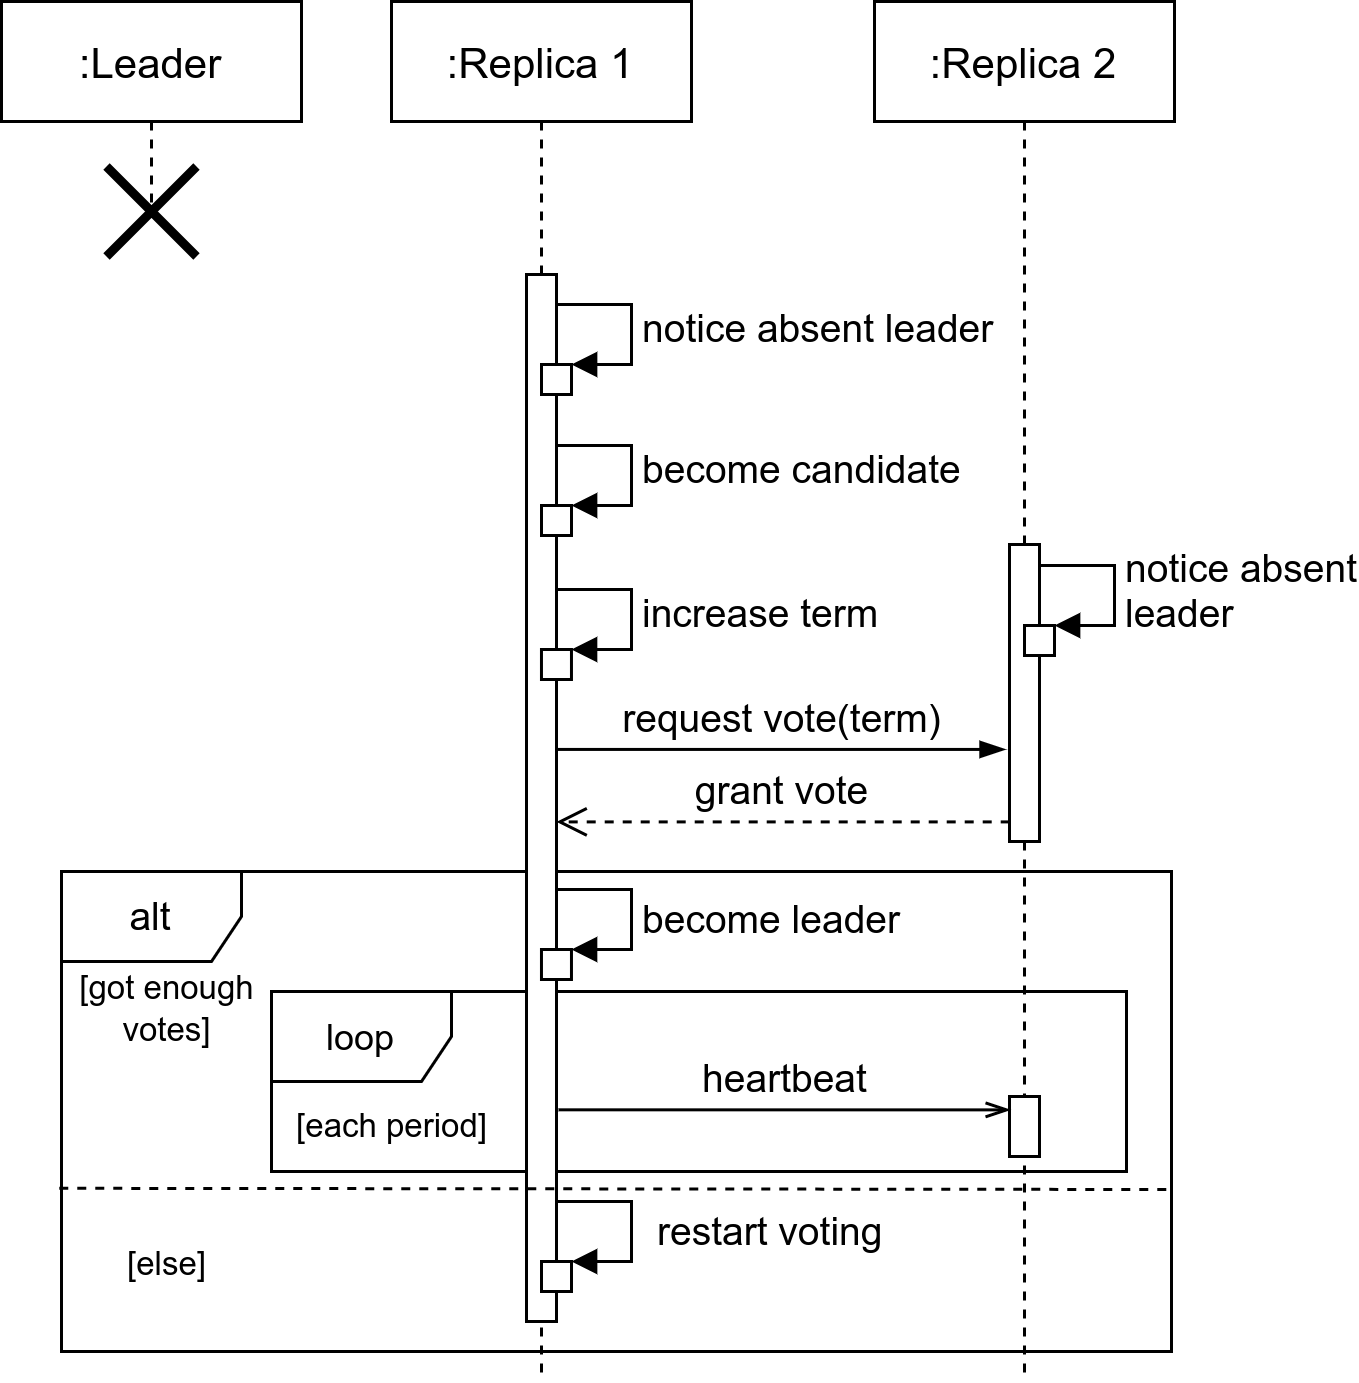 :Leader
:Replica 1
:Replica 2
notice absent leader
become candidate
notice absent
leader
increase term
request vote(term)
grant vote
alt
become leader
[got enough
votes]
loop
heartbeat
[each period]
restart voting
[else]